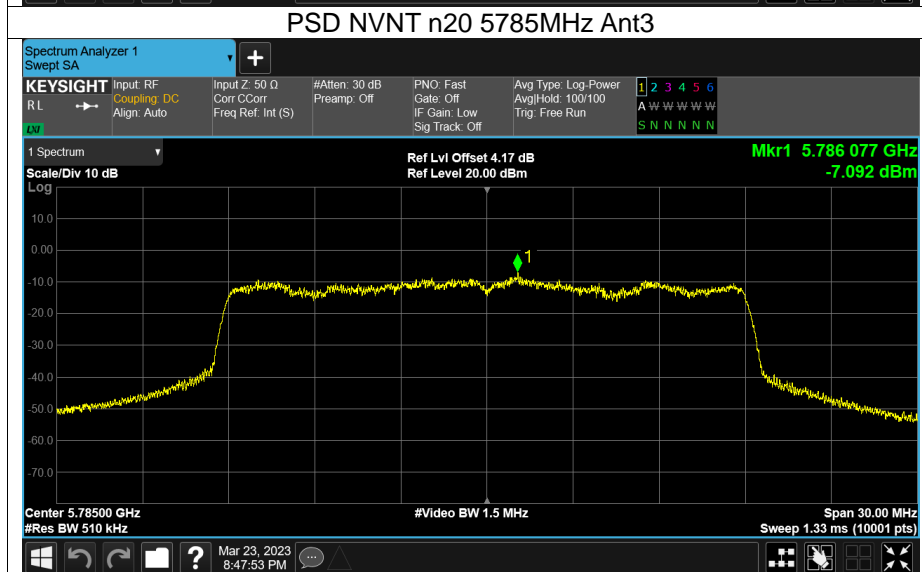 PSD NVNT n20 5785MHz Ant3
Spectrum Analyzer 1
Swept SA
+
KEYSIGHT
RL
LXI
Input: RF
Coupling: DC
Align: Auto
Input Z: 50 Ω
Corr CCorr
Freq Ref: Int (S)
#Atten: 30 dB
Preamp: Off
PNO: Fast
Gate: Off
IF Gain: Low
Sig Track: Off
Avg Type: Log-Power
Avg|Hold: 100/100
Trig: Free Run
1 2 3 4 5 6
A W W W W W
S N N N N N
1 Spectrum
Scale/Div 10 dB
Ref Lvl Offset 4.17 dB
Ref Level 20.00 dBm
Mkr1 5.786 077 GHz
-7.092 dBm
Log
10.0
0.00
-10.0
-20.0
-30.0
-40.0
-50.0
-60.0
-70.0
1
Center 5.78500 GHz
#Res BW 510 kHz
#Video BW 1.5 MHz
Span 30.00 MHz
Sweep 1.33 ms (10001 pts)
?
Mar 23, 2023
8:47:53 PM